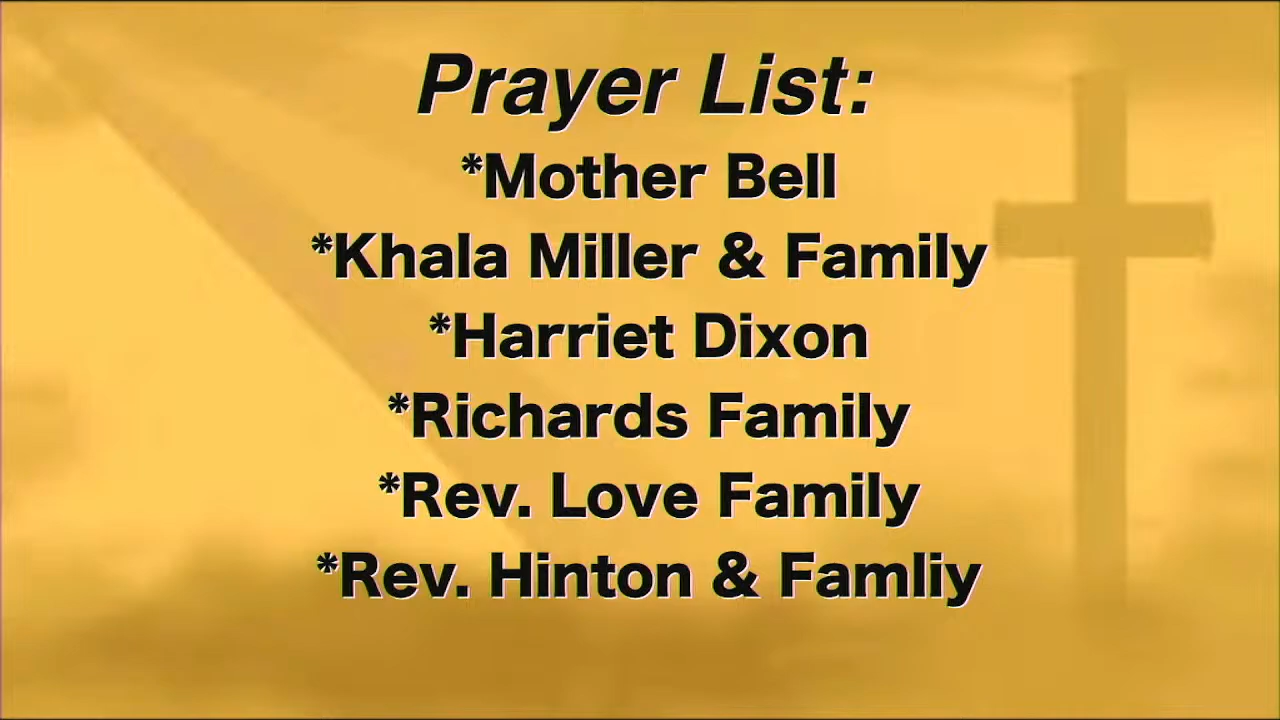 Prayer List:
*Mother Bell
*Khala Miller & Family
*Harriet Dixon
*Richards Family
*Rev. Love Family
*Rev. Hinton & Famliy